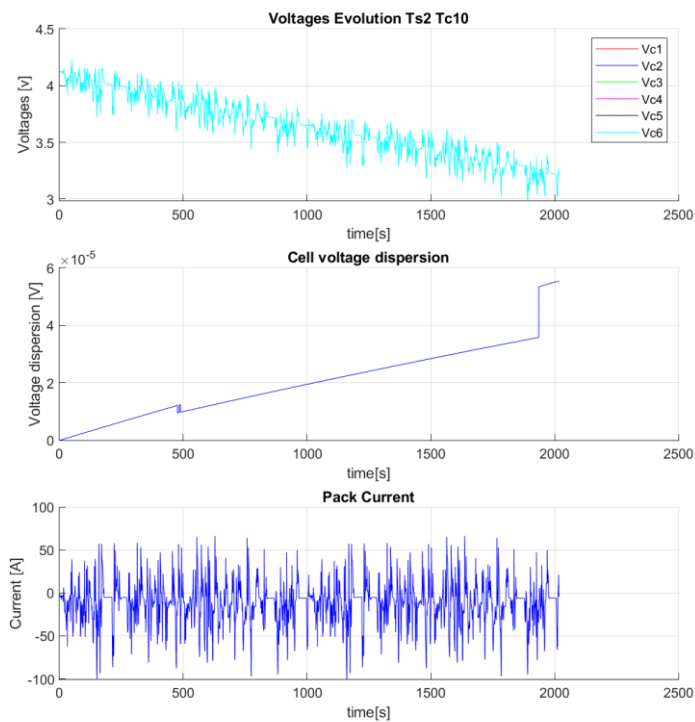 Voltages Evolution Ts2 Tc10
4.5
4
3.5
3
Voltages [v]
Vc1
Vc2
Vc3
Vc4
Vc5
Vc6
0 500 1000 1500 2000 2500
time[s]
Cell voltage dispersion
×10⁻⁵
6
4
2
0
Voltage dispersion [V]
0 500 1000 1500 2000 2500
time[s]
Pack Current
100
50
0
-50
-100
Current [A]
0 500 1000 1500 2000 2500
time[s]